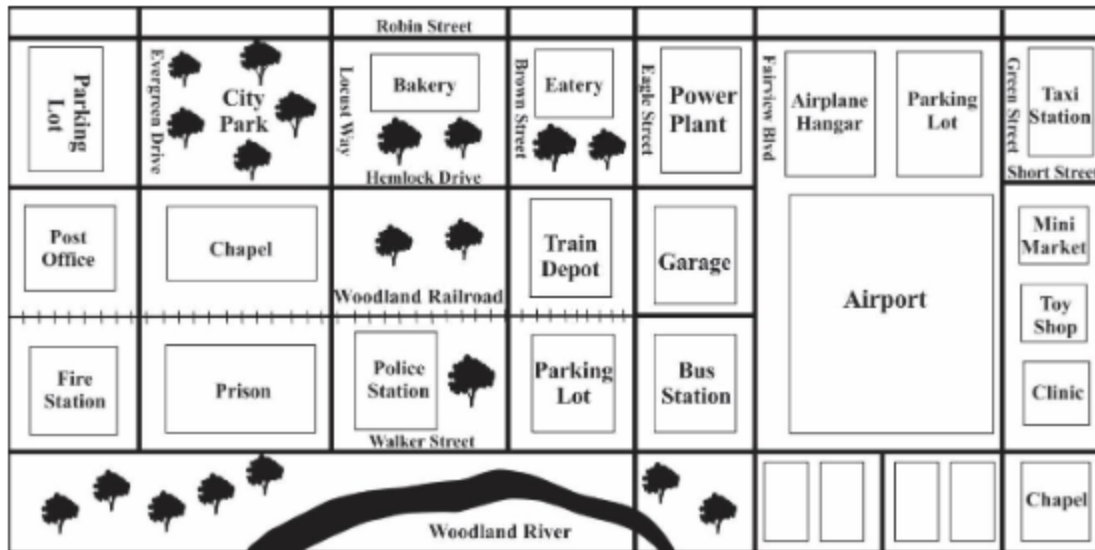 Robin Street
Parking
Lot
Evergreen Drive
City
Park
Locust Way
Bakery
Brown Street
Eatery
Eagle Street
Power
Plant
Fairview Blvd
Airplane
Hangar
Parking
Lot
Green Street
Taxi
Station
Hemlock Drive
Short Street
Post
Office
Chapel
Train
Depot
Garage
Airport
Mini
Market
Woodland Railroad
Toy
Shop
Fire
Station
Prison
Police
Station
Parking
Lot
Bus
Station
Clinic
Walker Street
Woodland River
Chapel